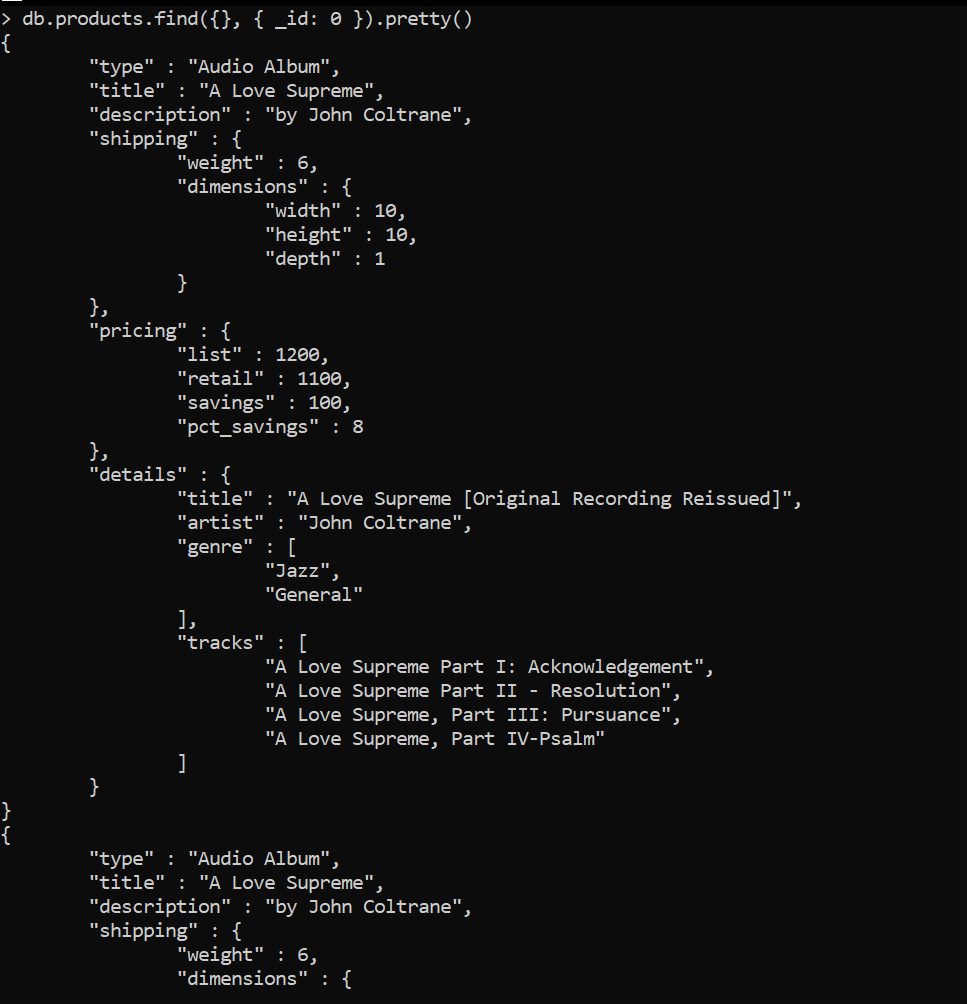 > db.products.find({}, { _id: 0 }).pretty()
{
        "type" : "Audio Album",
        "title" : "A Love Supreme",
        "description" : "by John Coltrane",
        "shipping" : {
                "weight" : 6,
                "dimensions" : {
                        "width" : 10,
                        "height" : 10,
                        "depth" : 1
                }
        },
        "pricing" : {
                "list" : 1200,
                "retail" : 1100,
                "savings" : 100,
                "pct_savings" : 8
        },
        "details" : {
                "title" : "A Love Supreme [Original Recording Reissued]",
                "artist" : "John Coltrane",
                "genre" : [
                        "Jazz",
                        "General"
                ],
                "tracks" : [
                        "A Love Supreme Part I: Acknowledgement",
                        "A Love Supreme Part II - Resolution",
                        "A Love Supreme, Part III: Pursuance",
                        "A Love Supreme, Part IV-Psalm"
                ]
        }
}
{
        "type" : "Audio Album",
        "title" : "A Love Supreme",
        "description" : "by John Coltrane",
        "shipping" : {
                "weight" : 6,
                "dimensions" : {